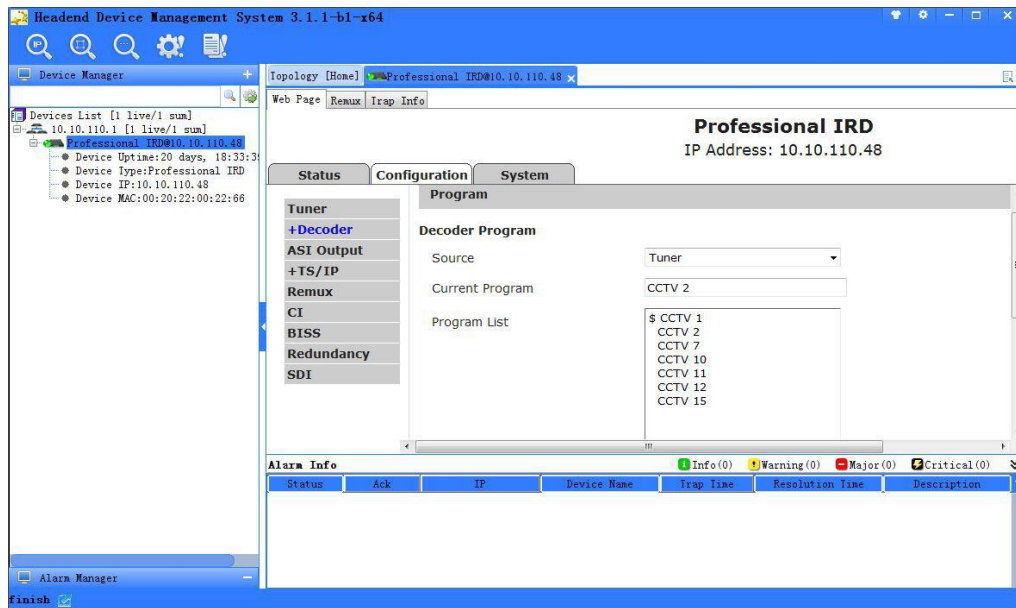 Headend Device Management System 3.1.1-b1-x64
Device Manager
Topology [Home] Professional IRD@10.10.110.48
Web Page Remux Trap Info
Devices List [1 live/1 sum]
10.10.110.1 [1 live/1 sum]
Professional IRD@10.10.110.48
Device Uptime:20 days, 18:33:3
Device Type:Professional IRD
Device IP:10.10.110.48
Device MAC:00:20:22:00:22:66
Professional IRD
IP Address: 10.10.110.48
Status Configuration System
Tuner
+Decoder
ASI Output
+TS/IP
Remux
CI
BISS
Redundancy
SDI
Program
Decoder Program
Source Tuner
Current Program CCTV 2
Program List
$ CCTV 1
CCTV 2
CCTV 7
CCTV 10
CCTV 11
CCTV 12
CCTV 15
Alarm Info Info(0) Warning(0) Major(0) Critical(0)
Status Ack IP Device Name Trap Time Resolution Time Description
Alarm Manager
finish